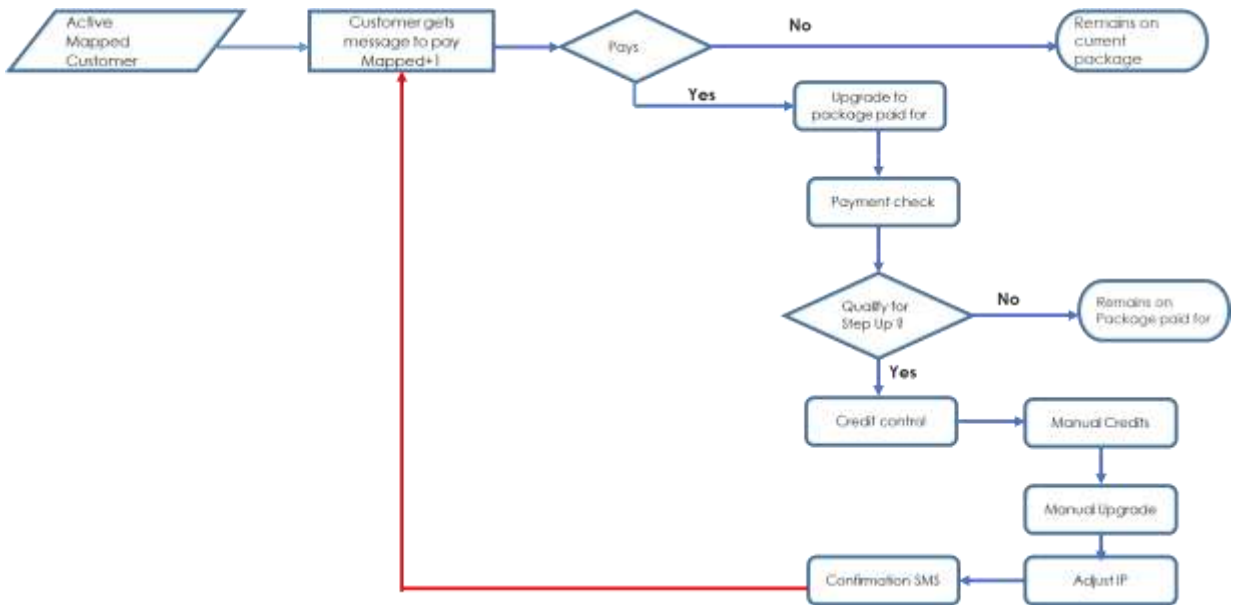 Active
Mapped
Customer
Customer gets
message to pay
Mapped+1
Pays
No
Remains on
current
package
Yes
Upgrade to
package paid for
Payment check
Qualify for
Step Up ?
No
Remains on
Package paid for
Yes
Credit control
Manual Credits
Manual Upgrade
Confirmation SMS
Adjust IP